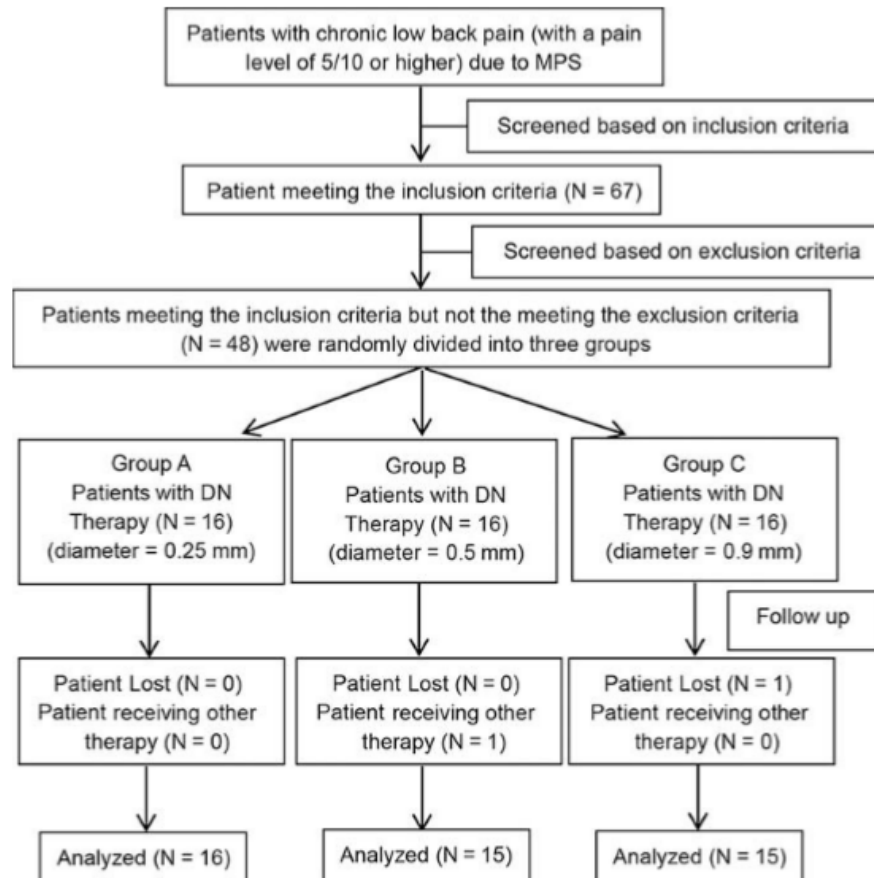 Patients with chronic low back pain (with a pain
level of 5/10 or higher) due to MPS
Screened based on inclusion criteria
Patient meeting the inclusion criteria (N = 67)
Screened based on exclusion criteria
Patients meeting the inclusion criteria but not the meeting the exclusion criteria
(N = 48) were randomly divided into three groups
Group A
Patients with DN
Therapy (N = 16)
(diameter = 0.25 mm)
Group B
Patients with DN
Therapy (N = 16)
(diameter = 0.5 mm)
Group C
Patients with DN
Therapy (N = 16)
(diameter = 0.9 mm)
Follow up
Patient Lost (N = 0)
Patient receiving other
therapy (N = 0)
Patient Lost (N = 0)
Patient receiving other
therapy (N = 1)
Patient Lost (N = 1)
Patient receiving other
therapy (N = 0)
Analyzed (N = 16)
Analyzed (N = 15)
Analyzed (N = 15)